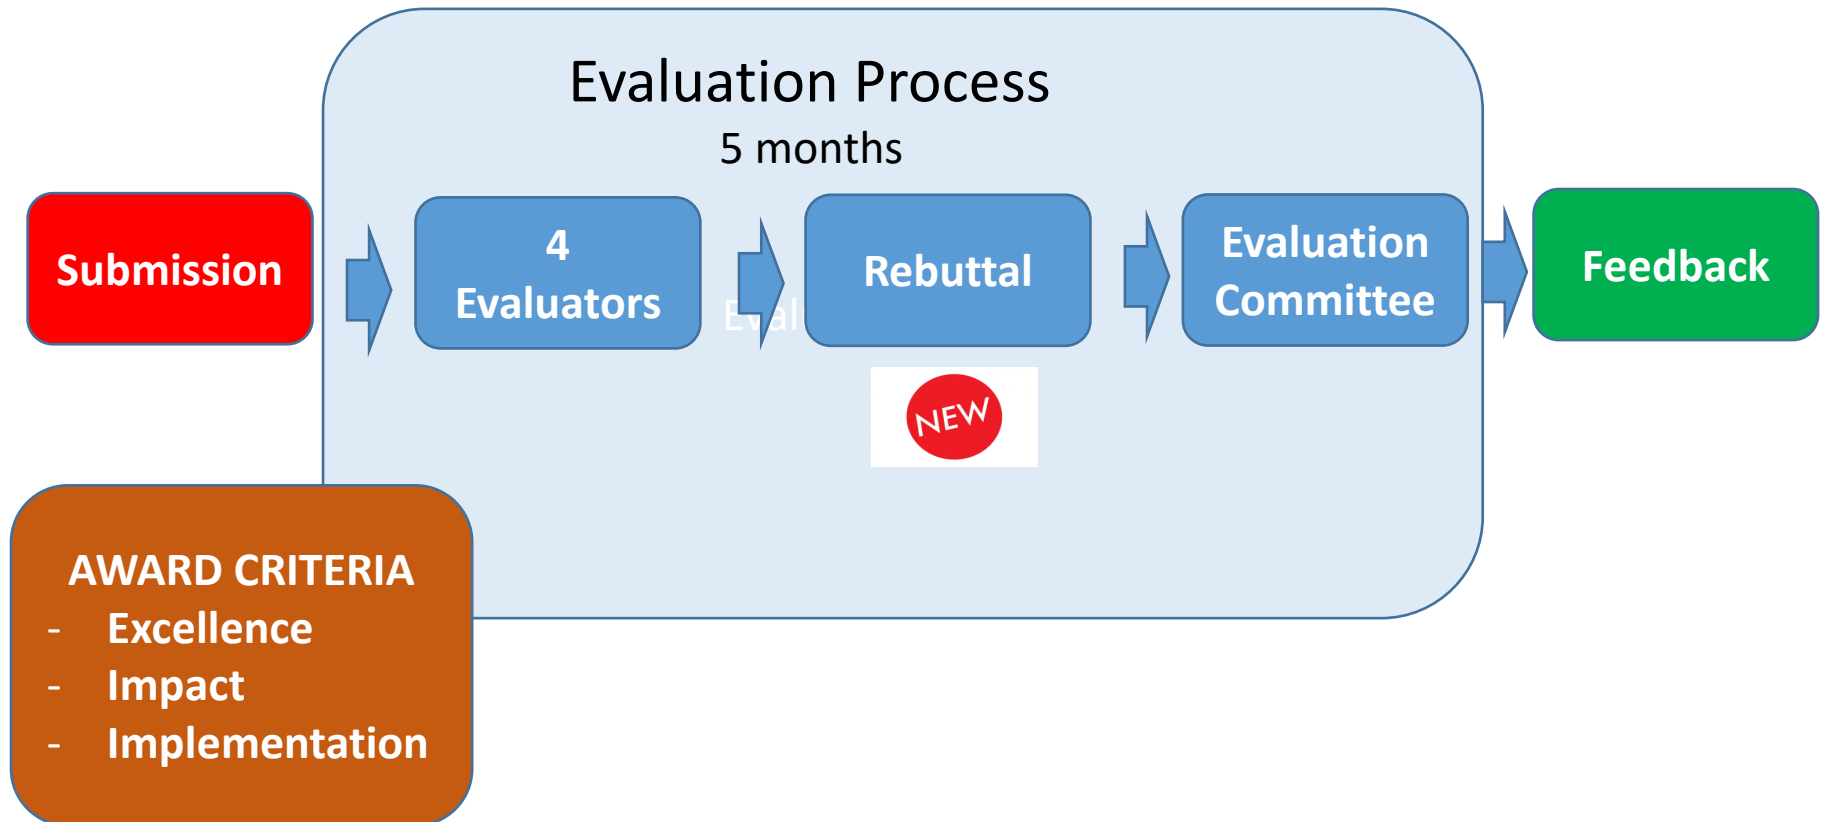 Evaluation Process
5 months
Submission
4
Evaluators
Rebuttal
Evaluation
Committee
Feedback
NEW
AWARD CRITERIA
- Excellence
- Impact
- Implementation